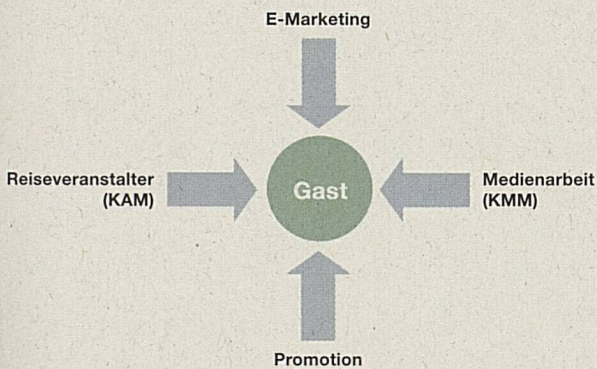 E-Marketing
Reiseveranstalter
(KAM)
Gast
Medienarbeit
(KMM)
Promotion